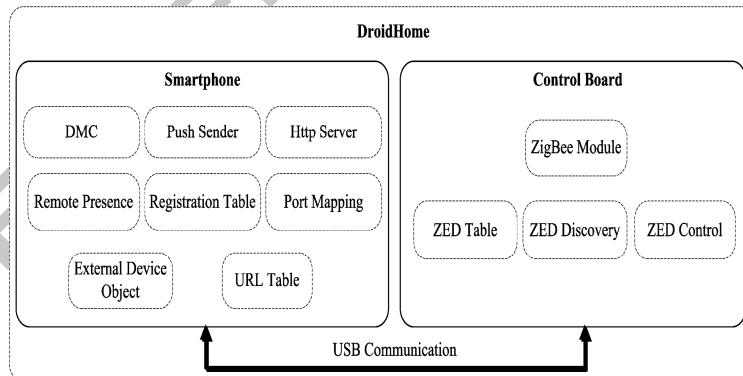 DroidHome
Smartphone
Control Board
DMC
Push Sender
Http Server
Remote Presence
Registration Table
Port Mapping
External Device
Object
URL Table
ZigBee Module
ZED Table
ZED Discovery
ZED Control
USB Communication